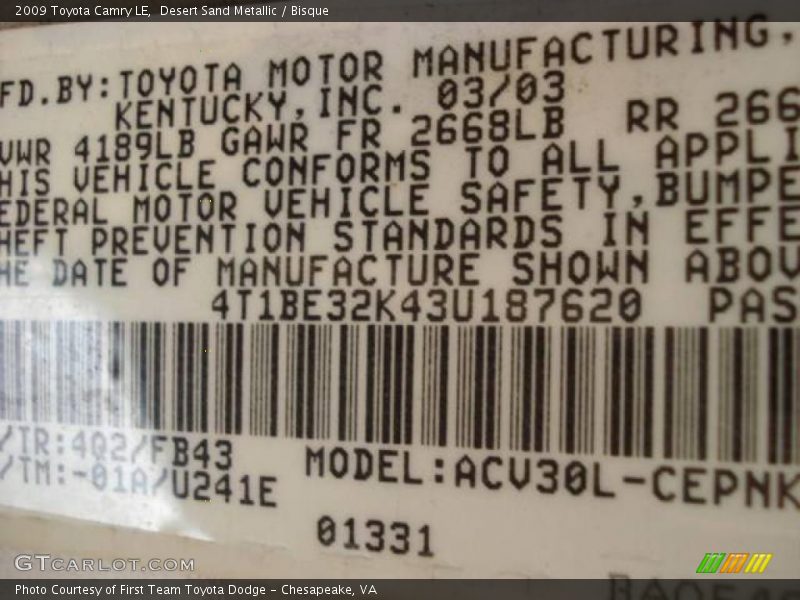 2009 Toyota Camry LE, Desert Sand Metallic / Bisque
FD.BY:TOYOTA MOTOR MANUFACTURING,
KENTUCKY,INC. 03/03
VWR 4189LB GAWR FR 2668LB RR 266
HIS VEHICLE CONFORMS TO ALL APPLI
EDERAL MOTOR VEHICLE SAFETY,BUMPE
HEFT PREVENTION STANDARDS IN EFFE
HE DATE OF MANUFACTURE SHOWN ABOV
4T1BE32K43U187620 PAS
/TR:4Q2/FB43
/TM:-01A/U241E
MODEL:ACV30L-CEPNK
01331
GTCARLOT.COM
Photo Courtesy of First Team Toyota Dodge – Chesapeake, VA